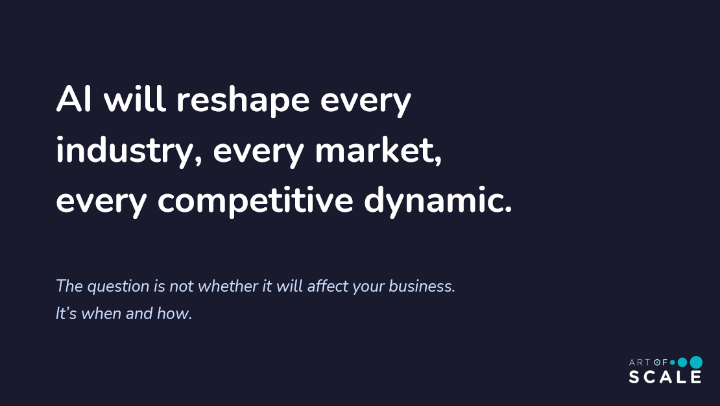 AI will reshape every
industry, every market,
every competitive dynamic.
The question is not whether it will affect your business.
It's when and how.
ART OF
SCALE